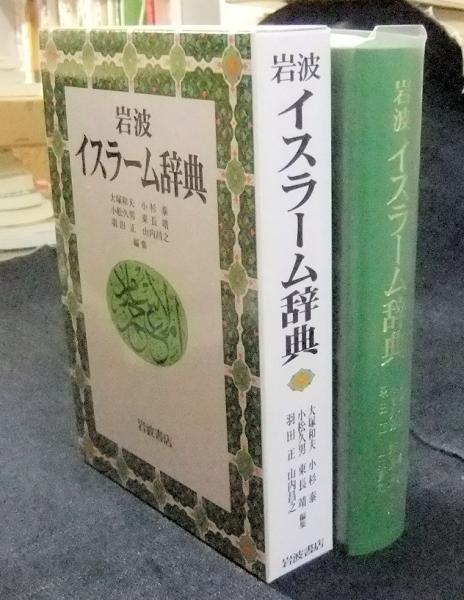 岩波
イスラーム辞典
大塚和夫 小杉 泰
小松久男 東長 靖
羽田 正 山内昌之
編集
岩波書店
岩波
イスラーム辞典
大塚和夫 小杉 泰
小松久男 東長 靖 編集
羽田 正 山内昌之
岩波書店
岩波
イスラーム辞典